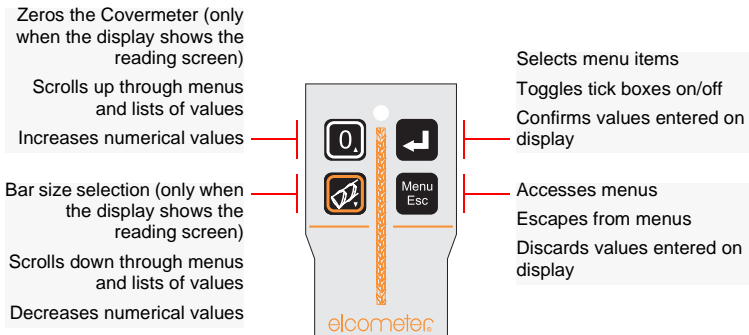 Zeros the Covermeter (only
when the display shows the
reading screen)
Scrolls up through menus
and lists of values
Increases numerical values
Bar size selection (only when
the display shows the
reading screen)
Scrolls down through menus
and lists of values
Decreases numerical values
0
Menu
Esc
elcometer
Selects menu items
Toggles tick boxes on/off
Confirms values entered on
display
Accesses menus
Escapes from menus
Discards values entered on
display